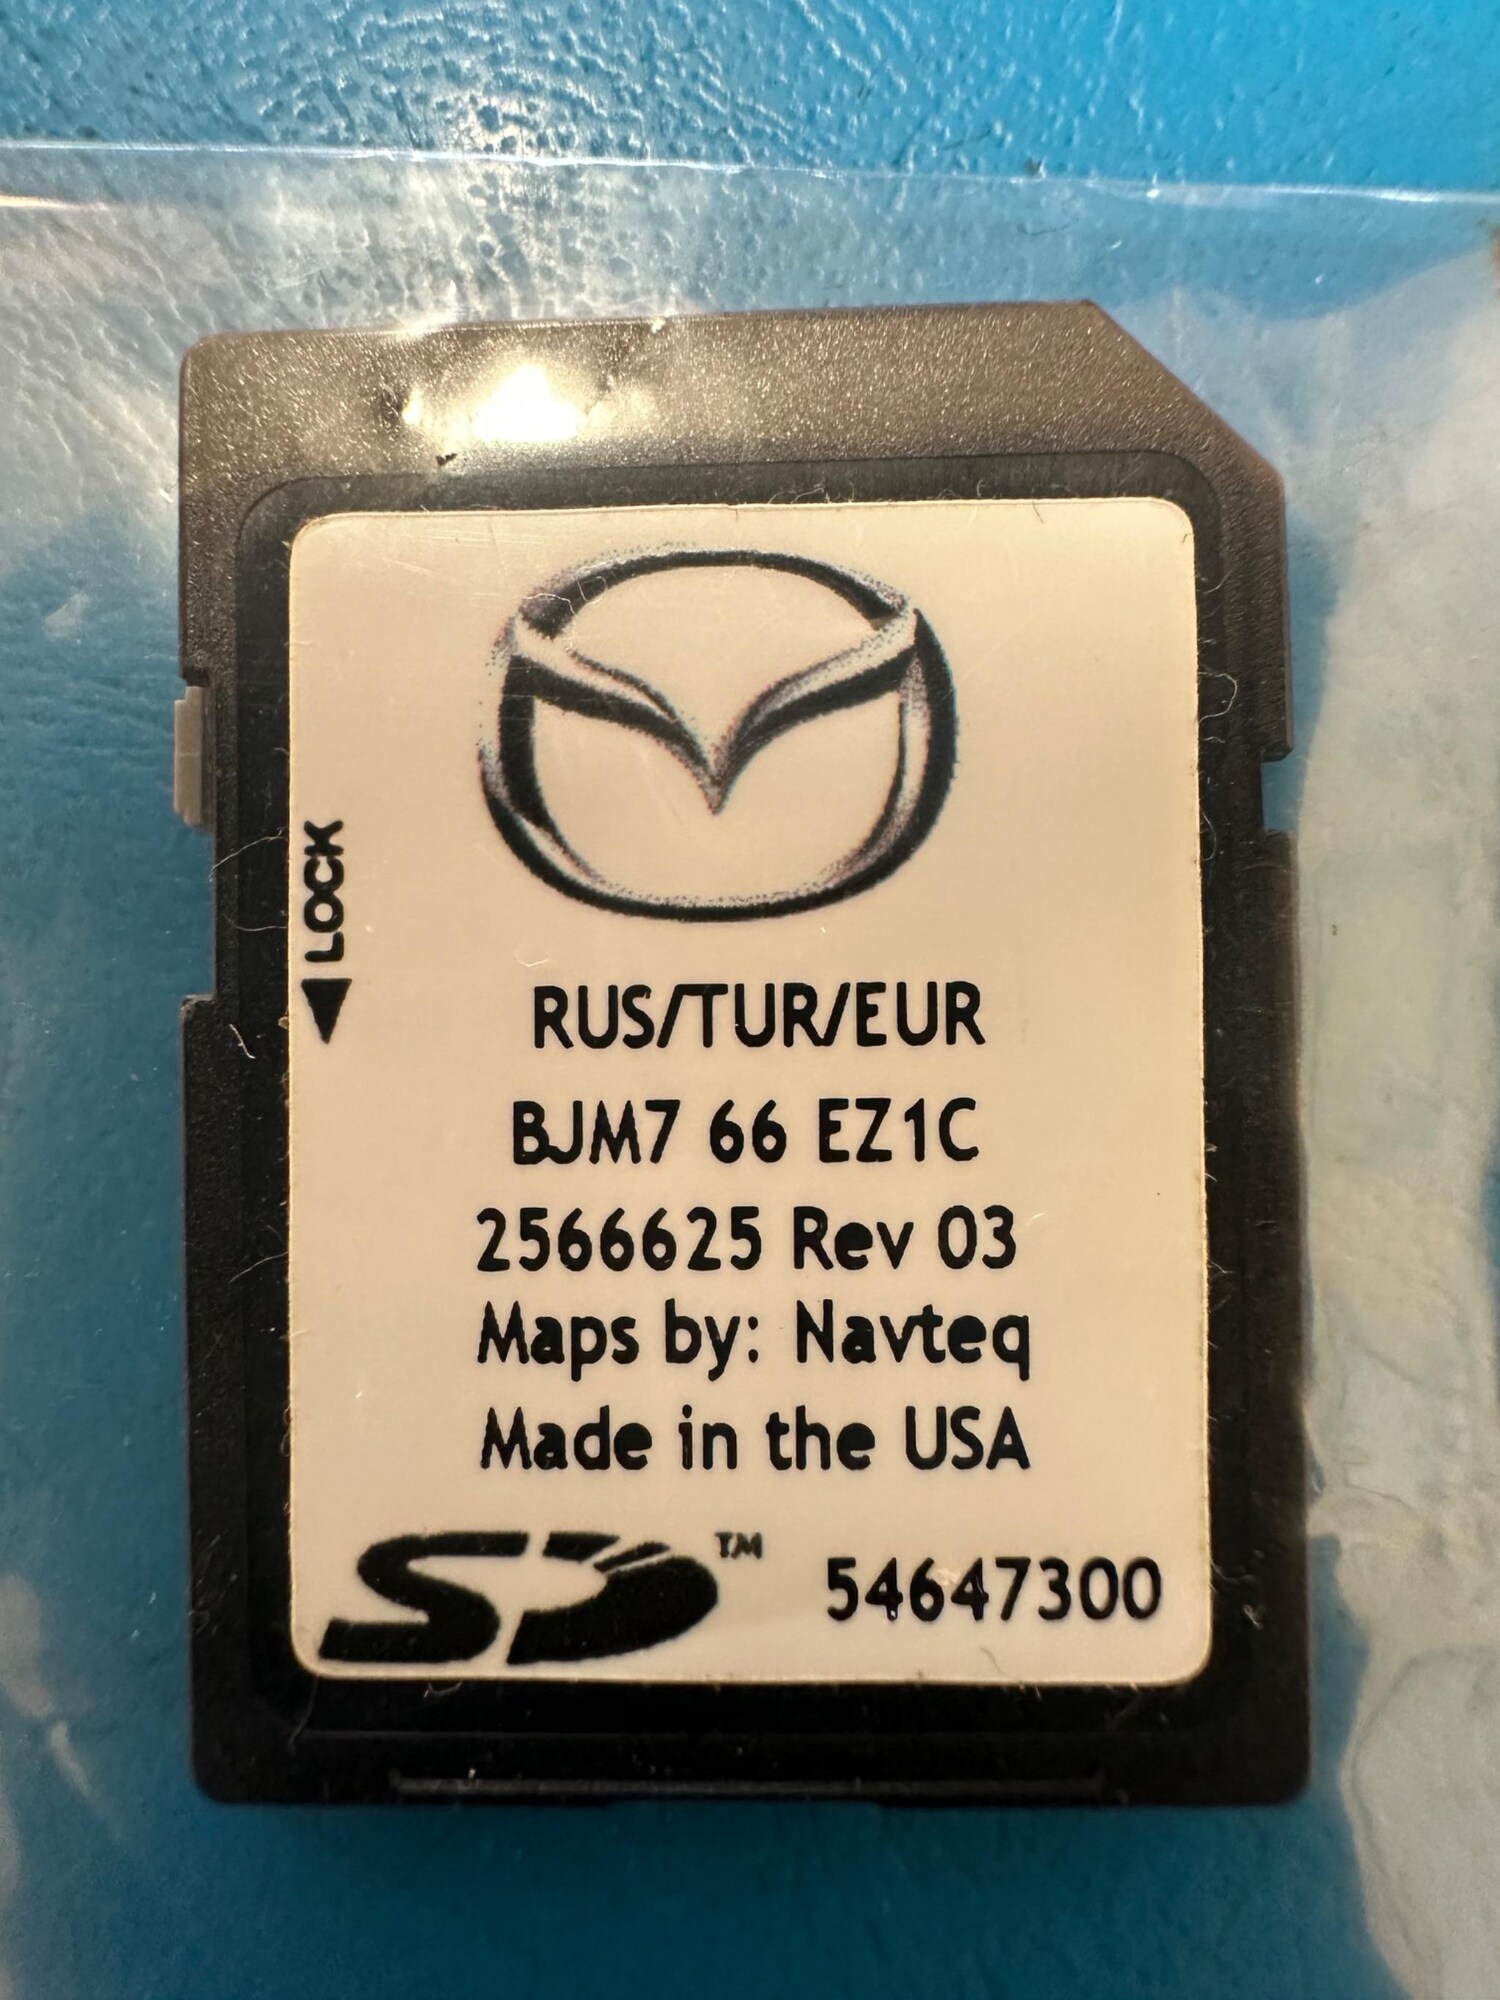 LOCK
RUS/TUR/EUR
BJM7 66 EZ1C
2566625 Rev 03
Maps by: Navteq
Made in the USA
SD™ 54647300